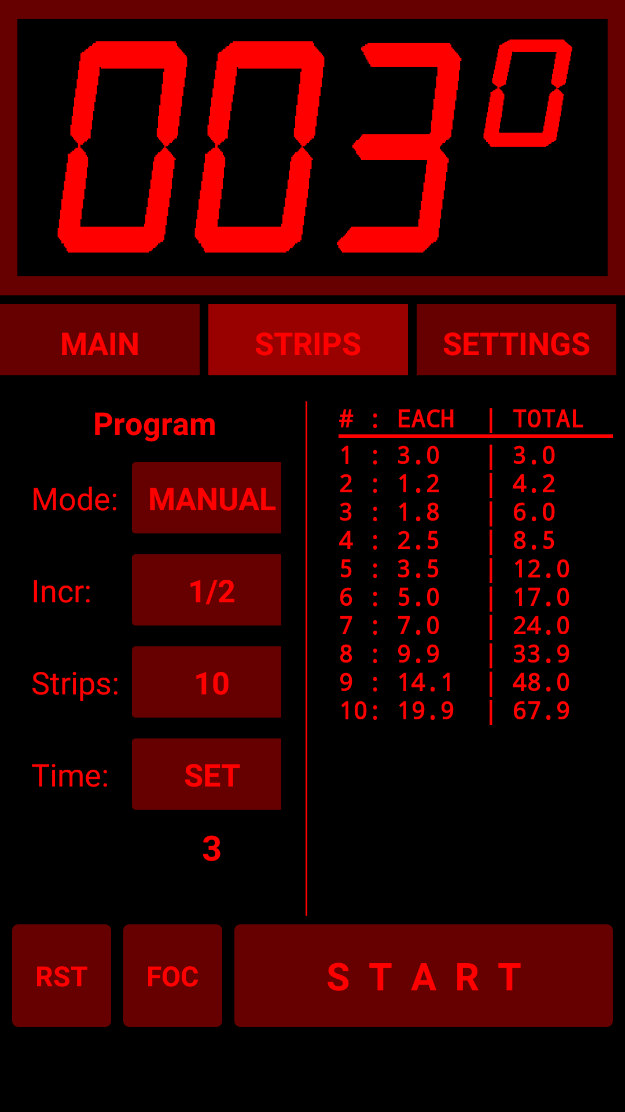 003⁰
MAIN STRIPS SETTINGS
Program
Mode: MANUAL
Incr: 1/2
Strips: 10
Time: SET
3
# : EACH | TOTAL
1 : 3.0 | 3.0
2 : 1.2 | 4.2
3 : 1.8 | 6.0
4 : 2.5 | 8.5
5 : 3.5 | 12.0
6 : 5.0 | 17.0
7 : 7.0 | 24.0
8 : 9.9 | 33.9
9 : 14.1 | 48.0
10: 19.9 | 67.9
RST FOC START